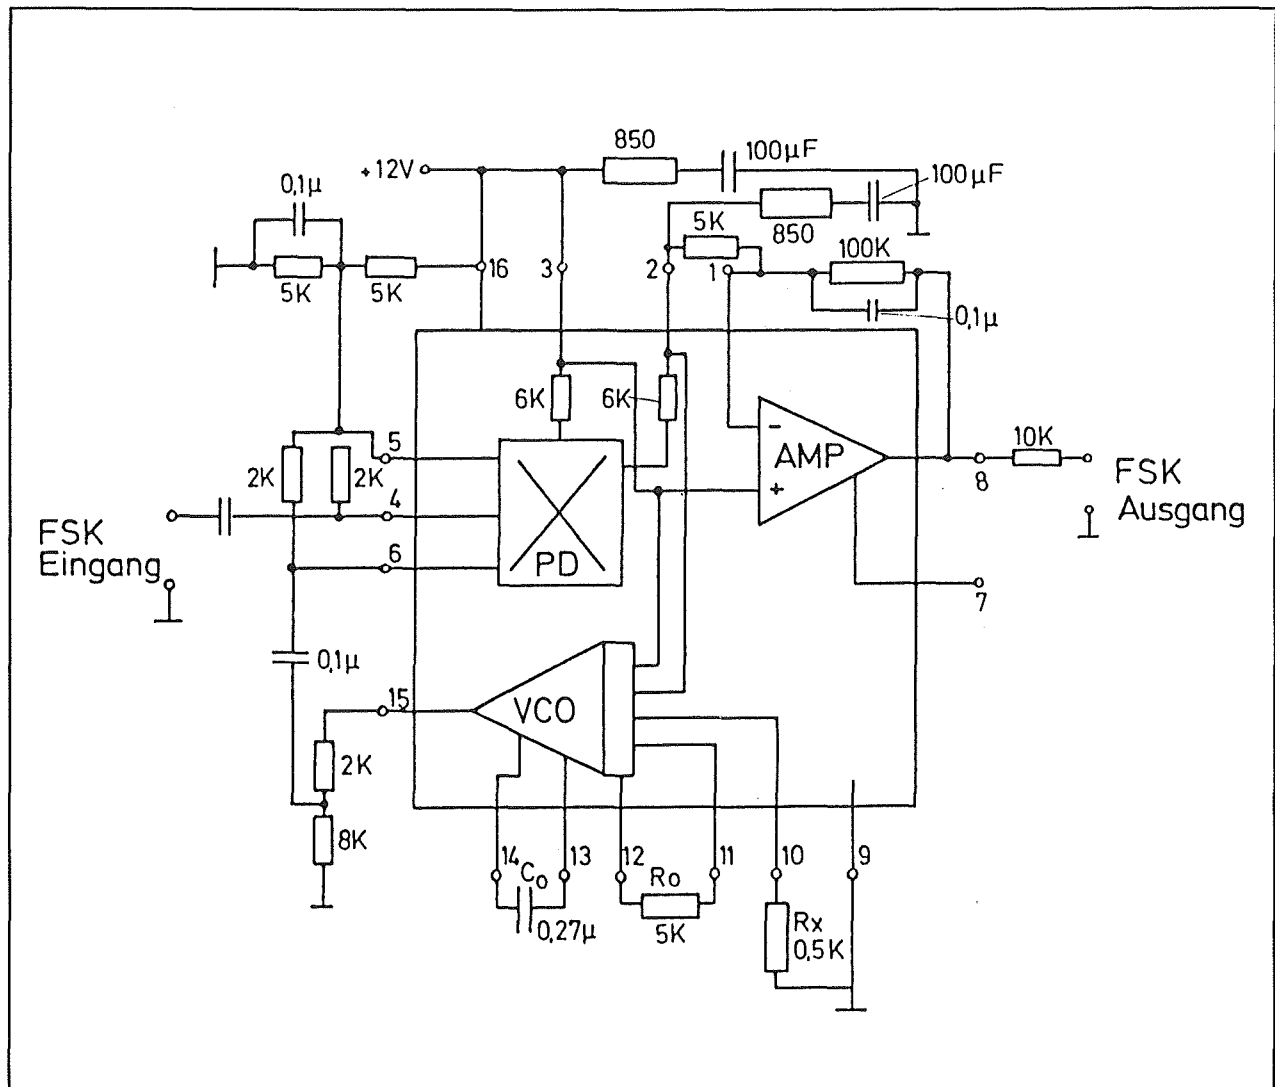 850
100µF
+12V
100µF
0,1µ
5K
850
100K
16
3
2
1
5K
5K
0,1µ
6K
6K
-
AMP
+
10K
8
FSK
Ausgang
5
2K
2K
4
FSK
Eingang
6
PD
7
0,1µ
15
VCO
2K
8K
14
13
12
11
10
9
Co
Ro
0,27µ
5K
Rx
0,5K